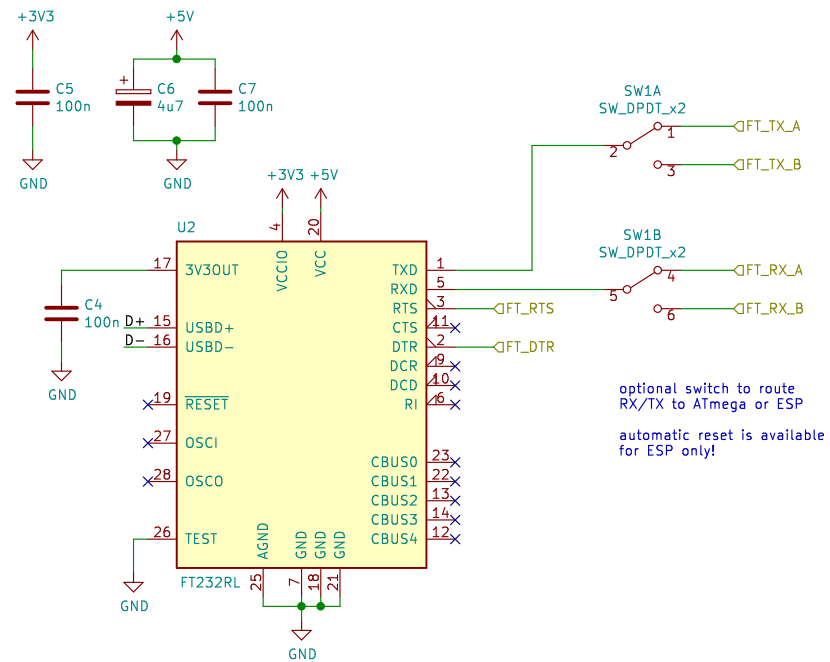 +3V3
+5V
C5
100n
C6
4u7
C7
100n
GND
GND
SW1A
SW_DPDT_x2
2
1
3
FT_TX_A
FT_TX_B
+3V3
+5V
U2
4
20
VCCIO
VCC
17
3V3OUT
C4
100n
GND
D+
15
USBD+
D-
16
USBD-
19
RESET
27
OSCI
28
OSCO
26
TEST
GND
TXD
1
RXD
5
RTS
3
FT_RTS
CTS
11
DTR
2
FT_DTR
DCR
9
DCD
10
RI
6
CBUS0
23
CBUS1
22
CBUS2
13
CBUS3
14
CBUS4
12
SW1B
SW_DPDT_x2
5
4
6
FT_RX_A
FT_RX_B
optional switch to route
RX/TX to ATmega or ESP
automatic reset is available
for ESP only!
AGND
GND
GND
GND
FT232RL
25
7
18
21
GND